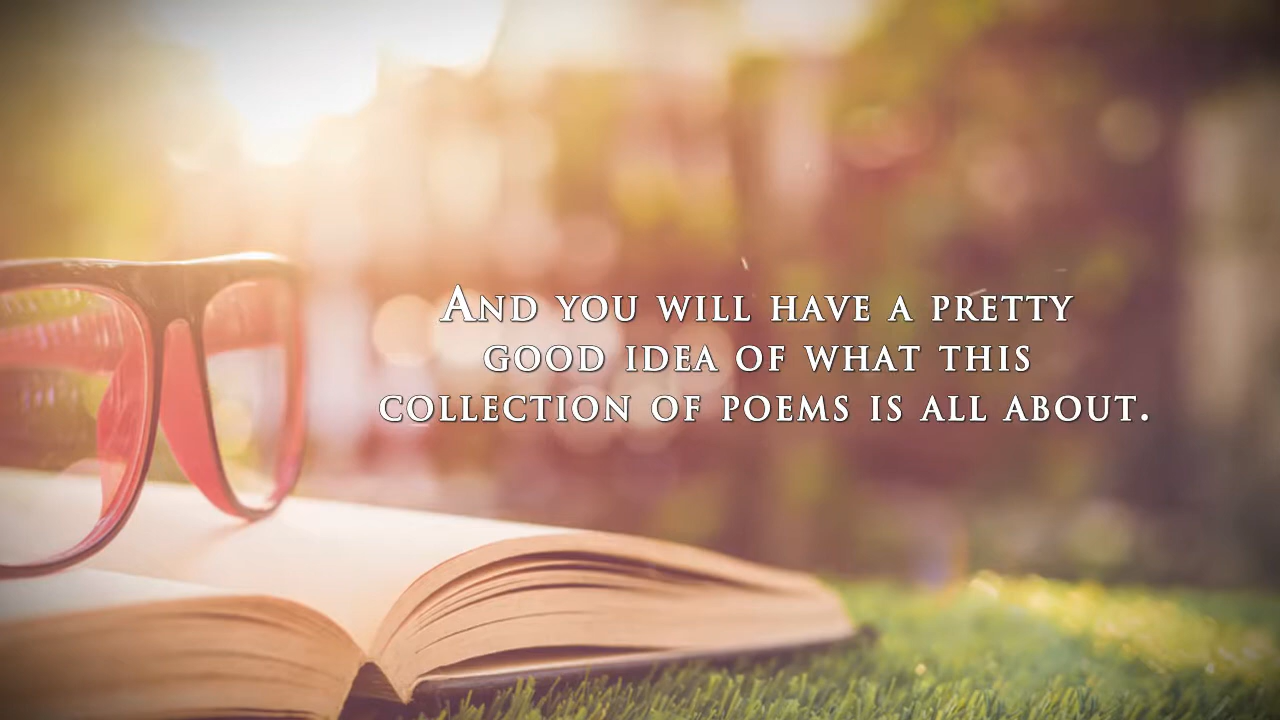 And you will have a pretty
good idea of what this
collection of poems is all about.